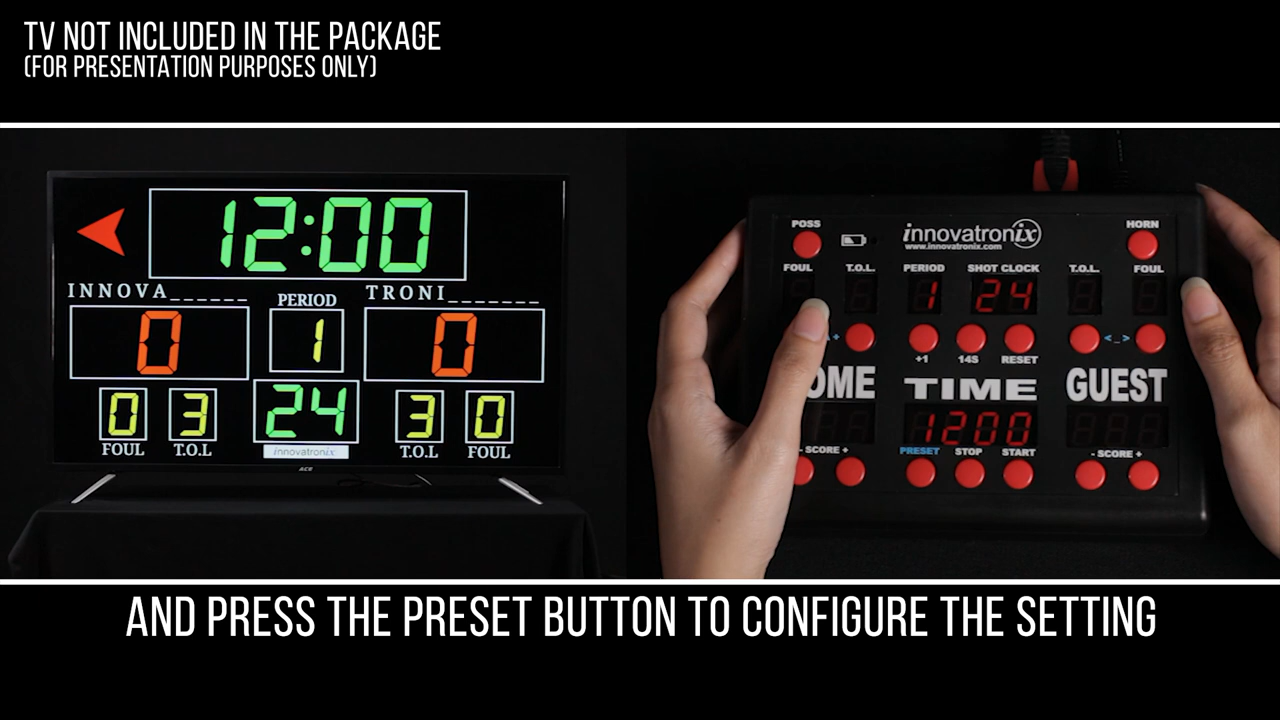 TV NOT INCLUDED IN THE PACKAGE
(FOR PRESENTATION PURPOSES ONLY)
12:00
INNOVA______
PERIOD
TRONI_______
0
1
0
0
3
24
3
0
FOUL
T.O.L
innovatronix
T.O.L
FOUL
ACE
POSS
innovatronix
www.innovatronix.com
HORN
FOUL
T.O.L.
PERIOD
SHOT CLOCK
T.O.L.
FOUL
1
24
A +
< _ >
+1
14S
RESET
OME
TIME
GUEST
1200
- SCORE +
PRESET
STOP
START
- SCORE +
AND PRESS THE PRESET BUTTON TO CONFIGURE THE SETTING